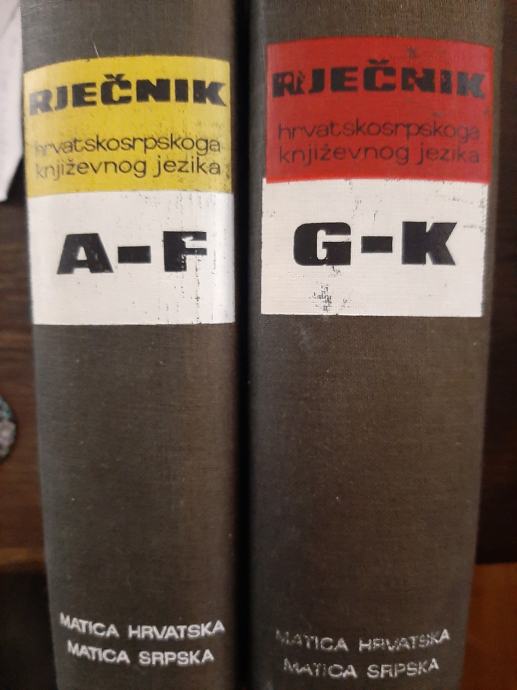 RJEČNIK
hrvatskosrpskoga
književnog jezika
A-F
MATICA HRVATSKA
MATICA SRPSKA
RJEČNIK
hrvatskosrpskoga
književnog jezika
G-K
MATICA HRVATSKA
MATICA SRPSKA